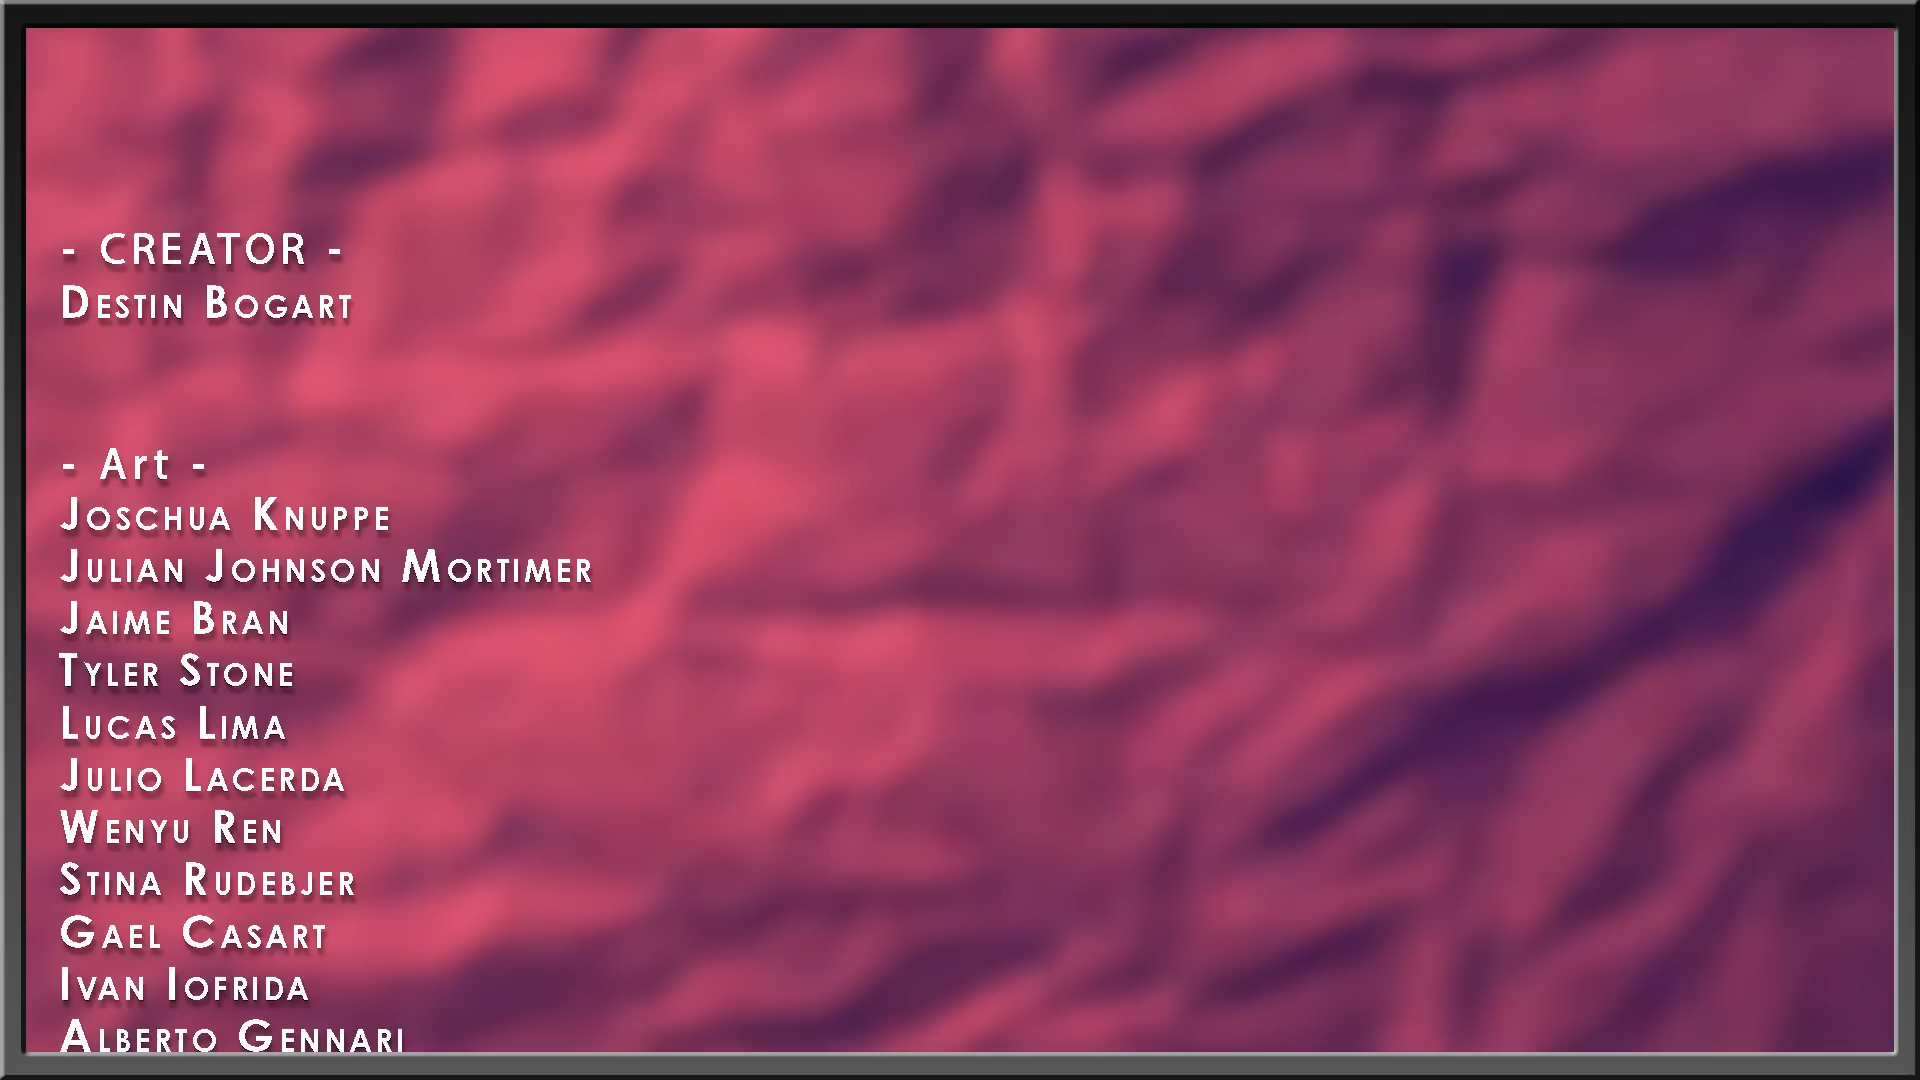 - CREATOR -
Destin Bogart
- Art -
Joschua Knuppe
Julian Johnson Mortimer
Jaime Bran
Tyler Stone
Lucas Lima
Julio Lacerda
Wenyu Ren
Stina Rudebjer
Gael Casart
Ivan Iofrida
Alberto Gennari